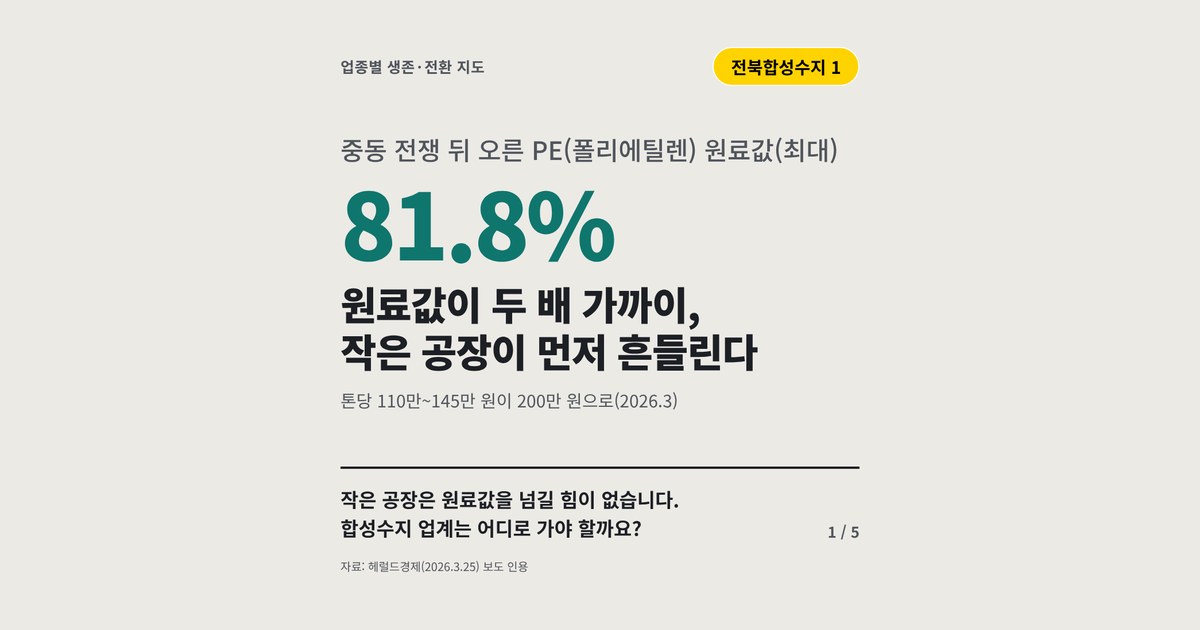 업종별 생존·전환 지도
전북합성수지 1
중동 전쟁 뒤 오른 PE(폴리에틸렌) 원료값(최대)
81.8%
원료값이 두 배 가까이,
작은 공장이 먼저 흔들린다
톤당 110만~145만 원이 200만 원으로(2026.3)
작은 공장은 원료값을 넘길 힘이 없습니다.
합성수지 업계는 어디로 가야 할까요?
1 / 5
자료: 헤럴드경제(2026.3.25) 보도 인용